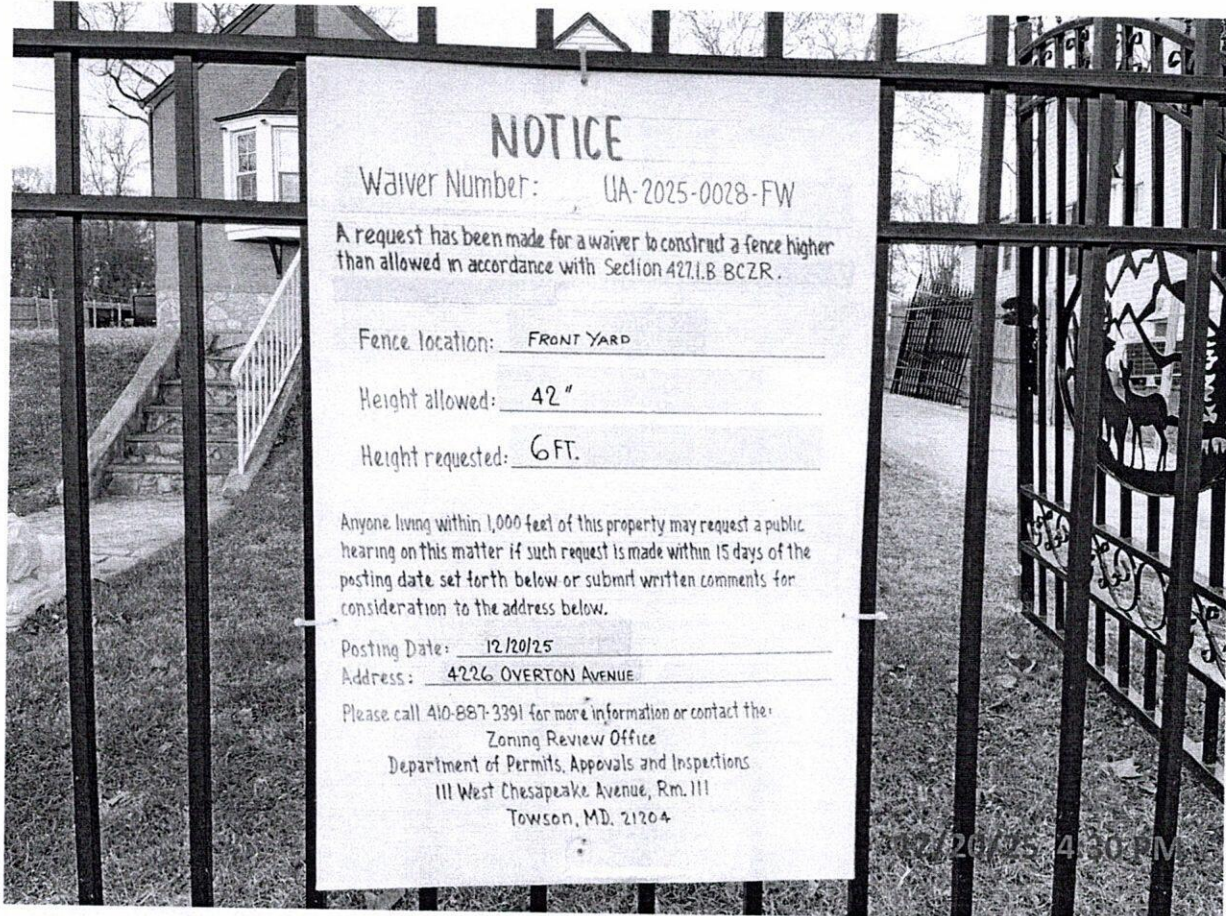 NOTICE
Waiver Number: UA-2025-0028-FW
A request has been made for a waiver to construct a fence higher
than allowed in accordance with Section 427.1.B BCZR.
Fence location: FRONT YARD
Height allowed: 42"
Height requested: 6 FT.
Anyone living within 1,000 feet of this property may request a public
hearing on this matter if such request is made within 15 days of the
posting date set forth below or submit written comments for
consideration to the address below.
Posting Date: 12/20/25
Address: 4226 OVERTON AVENUE
Please call 410-887-3391 for more information or contact the:
Zoning Review Office
Department of Permits, Appovals and Inspections
111 West Chesapeake Avenue, Rm. 111
Towson, MD. 21204
12/20/25 4:30 PM